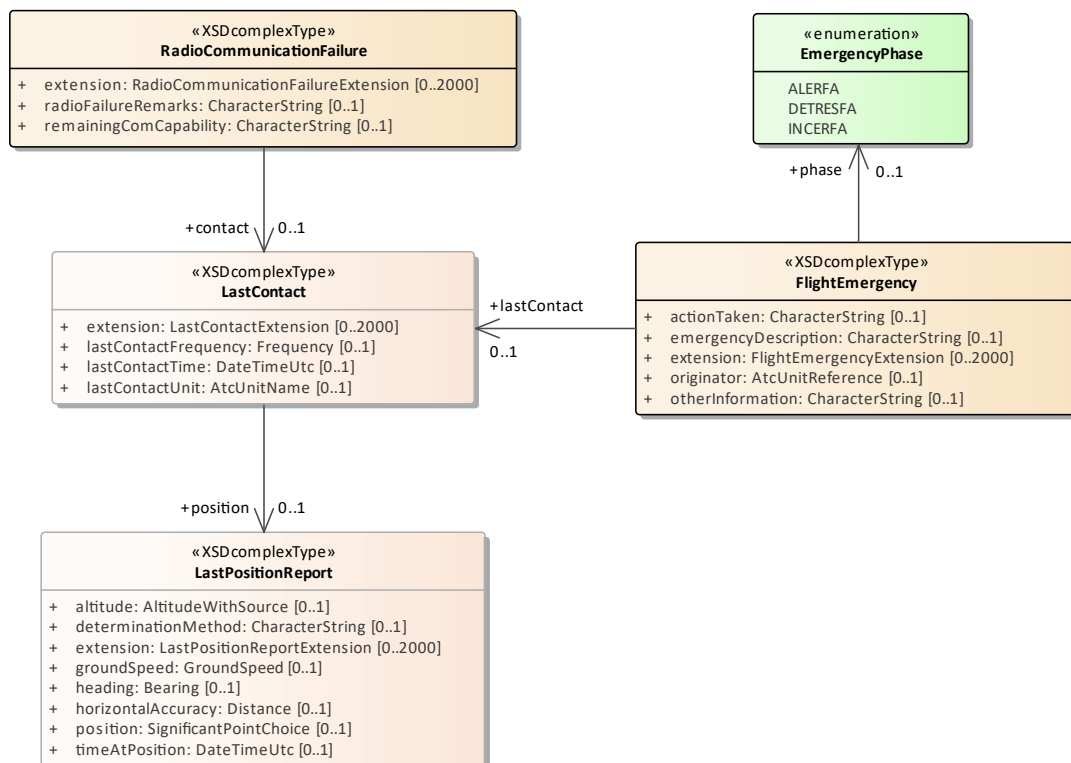 «XSDcomplexType»
RadioCommunicationFailure
+ extension: RadioCommunicationFailureExtension [0..2000]
+ radioFailureRemarks: CharacterString [0..1]
+ remainingComCapability: CharacterString [0..1]
«enumeration»
EmergencyPhase
ALERFA
DETRESFA
INCERFA
+phase 0..1
+contact 0..1
«XSDcomplexType»
LastContact
+ extension: LastContactExtension [0..2000]
+ lastContactFrequency: Frequency [0..1]
+ lastContactTime: DateTimeUtc [0..1]
+ lastContactUnit: AtcUnitName [0..1]
+lastContact
0..1
«XSDcomplexType»
FlightEmergency
+ actionTaken: CharacterString [0..1]
+ emergencyDescription: CharacterString [0..1]
+ extension: FlightEmergencyExtension [0..2000]
+ originator: AtcUnitReference [0..1]
+ otherInformation: CharacterString [0..1]
+position 0..1
«XSDcomplexType»
LastPositionReport
+ altitude: AltitudeWithSource [0..1]
+ determinationMethod: CharacterString [0..1]
+ extension: LastPositionReportExtension [0..2000]
+ groundSpeed: GroundSpeed [0..1]
+ heading: Bearing [0..1]
+ horizontalAccuracy: Distance [0..1]
+ position: SignificantPointChoice [0..1]
+ timeAtPosition: DateTimeUtc [0..1]